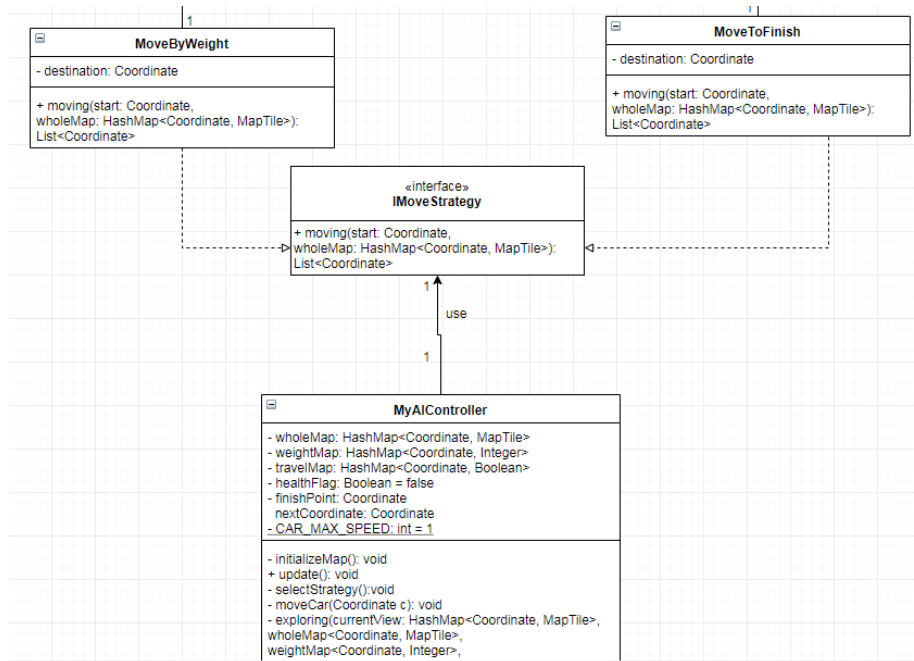 1
MoveByWeight
- destination: Coordinate
+ moving(start: Coordinate,
wholeMap: HashMap<Coordinate, MapTile>):
List<Coordinate>
MoveToFinish
- destination: Coordinate
+ moving(start: Coordinate,
wholeMap: HashMap<Coordinate, MapTile>):
List<Coordinate>
«interface»
IMoveStrategy
+ moving(start: Coordinate,
wholeMap: HashMap<Coordinate, MapTile>):
List<Coordinate>
1
use
1
MyAIController
- wholeMap: HashMap<Coordinate, MapTile>
- weightMap: HashMap<Coordinate, Integer>
- travelMap: HashMap<Coordinate, Boolean>
- healthFlag: Boolean = false
- finishPoint: Coordinate
nextCoordinate: Coordinate
- CAR_MAX_SPEED: int = 1
- initializeMap(): void
+ update(): void
- selectStrategy():void
- moveCar(Coordinate c): void
- exploring(currentView: HashMap<Coordinate, MapTile>,
wholeMap<Coordinate, MapTile>,
weightMap<Coordinate, Integer>,